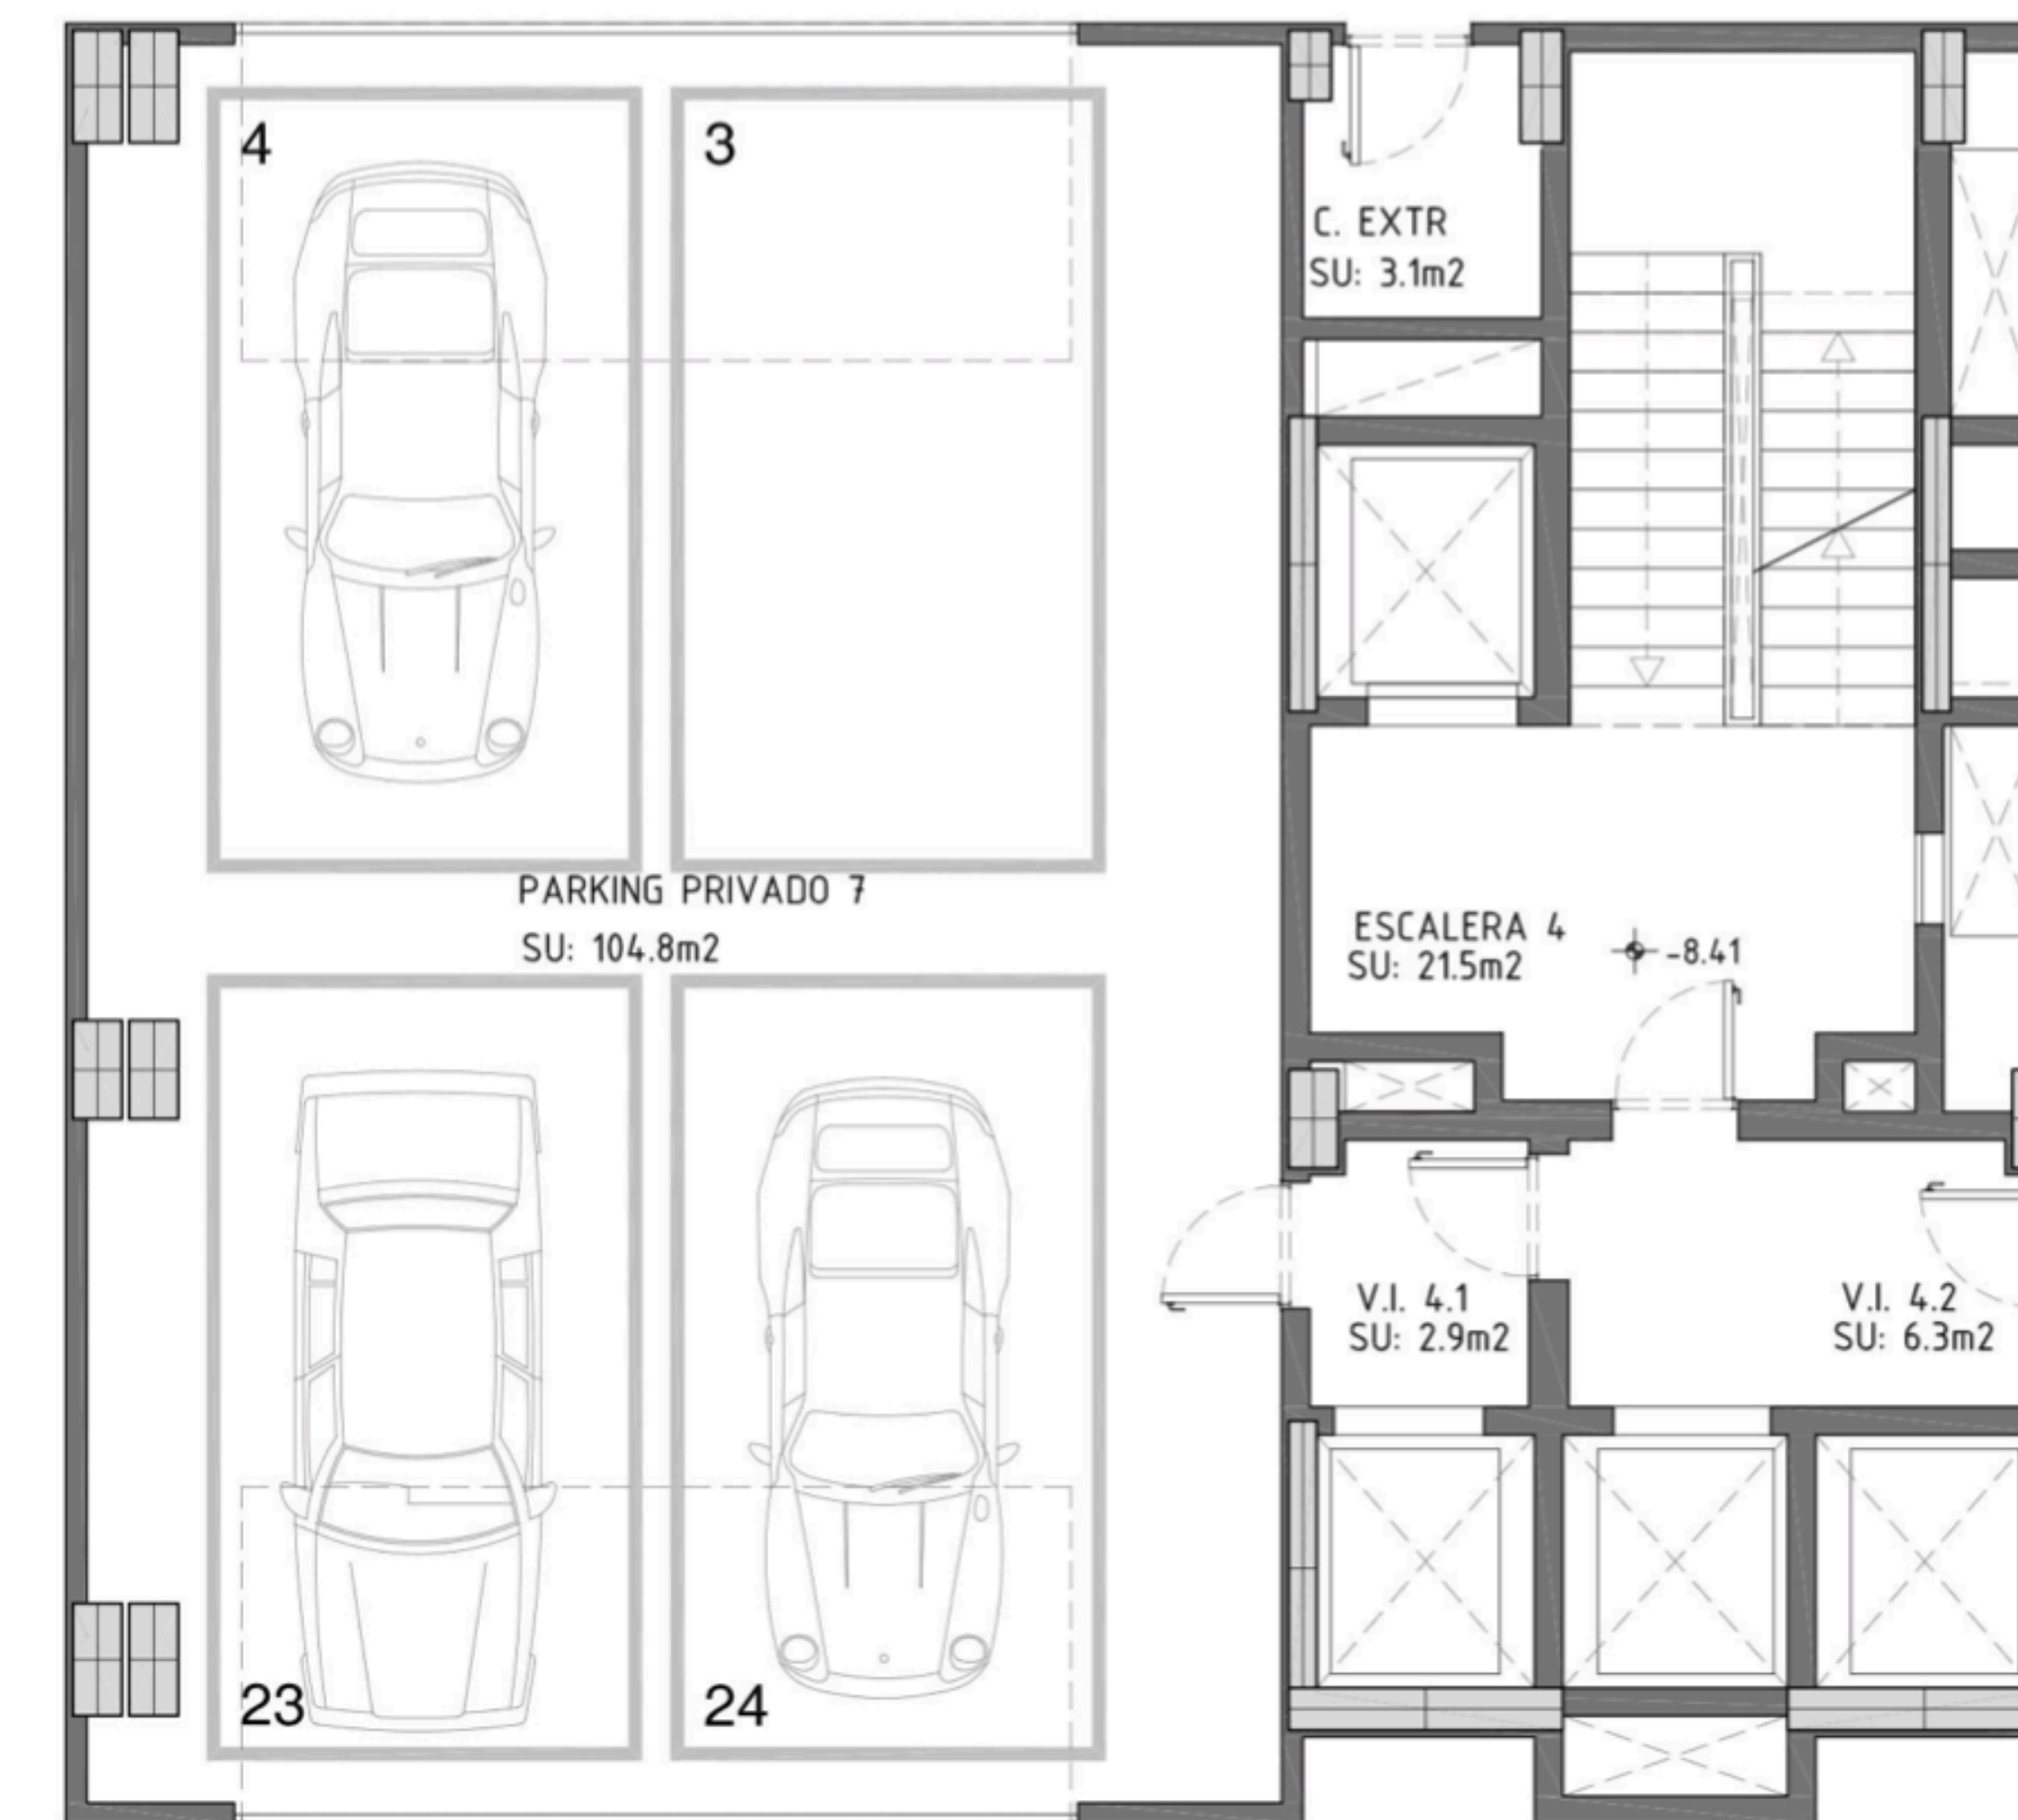 4
3
C. EXTR
SU: 3.1m2
PARKING PRIVADO 7
SU: 104.8m2
ESCALERA 4
SU: 21.5m2
-8.41
V.I. 4.1
SU: 2.9m2
V.I. 4.2
SU: 6.3m2
23
24